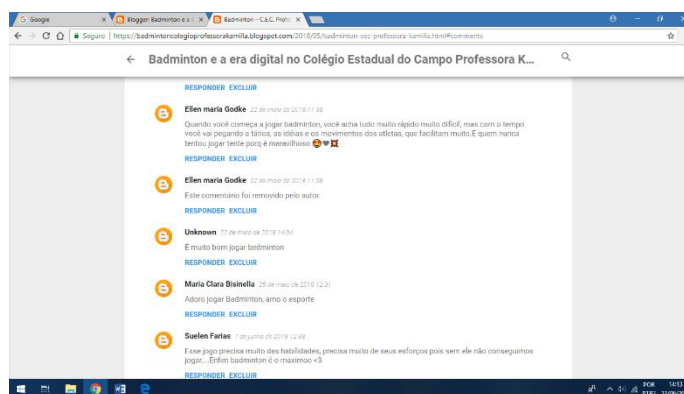 Google
Blogger: Badminton e a
Badminton - C.E.C. Profe
Seguro https://badmintoncolegioprofessorakamilla.blogspot.com/2018/05/badminton-cec-professora-kamilla.html#comments
Badminton e a era digital no Colégio Estadual do Campo Professora K...
RESPONDER EXCLUIR
Ellen maria Godke 22 de maio de 2018 11:38
Quando você começa a jogar badminton, você acha tudo muito rápido muito difícil, mas com o tempo
você vai pegando a tática, as idéias e os movimentos dos atletas, que facilitam muito.E quem nunca
tentou jogar tente porq é maravilhoso 😍❤💥
RESPONDER EXCLUIR
Ellen maria Godke 22 de maio de 2018 11:38
Este comentário foi removido pelo autor.
RESPONDER EXCLUIR
Unknown 22 de maio de 2018 14:04
É muito bom jogar bedminton
RESPONDER EXCLUIR
Maria Clara Bisinella 25 de maio de 2018 12:31
Adoro jogar Badminton, amo o esporte
RESPONDER EXCLUIR
Suelen Farias 7 de junho de 2018 12:08
Esse jogo precisa muito das habilidades, precisa muito de seus esforços pois sem ele não conseguimos
jogar....Enfim badminton é o maximoo <3
RESPONDER EXCLUIR
POR 14:13
PTB2